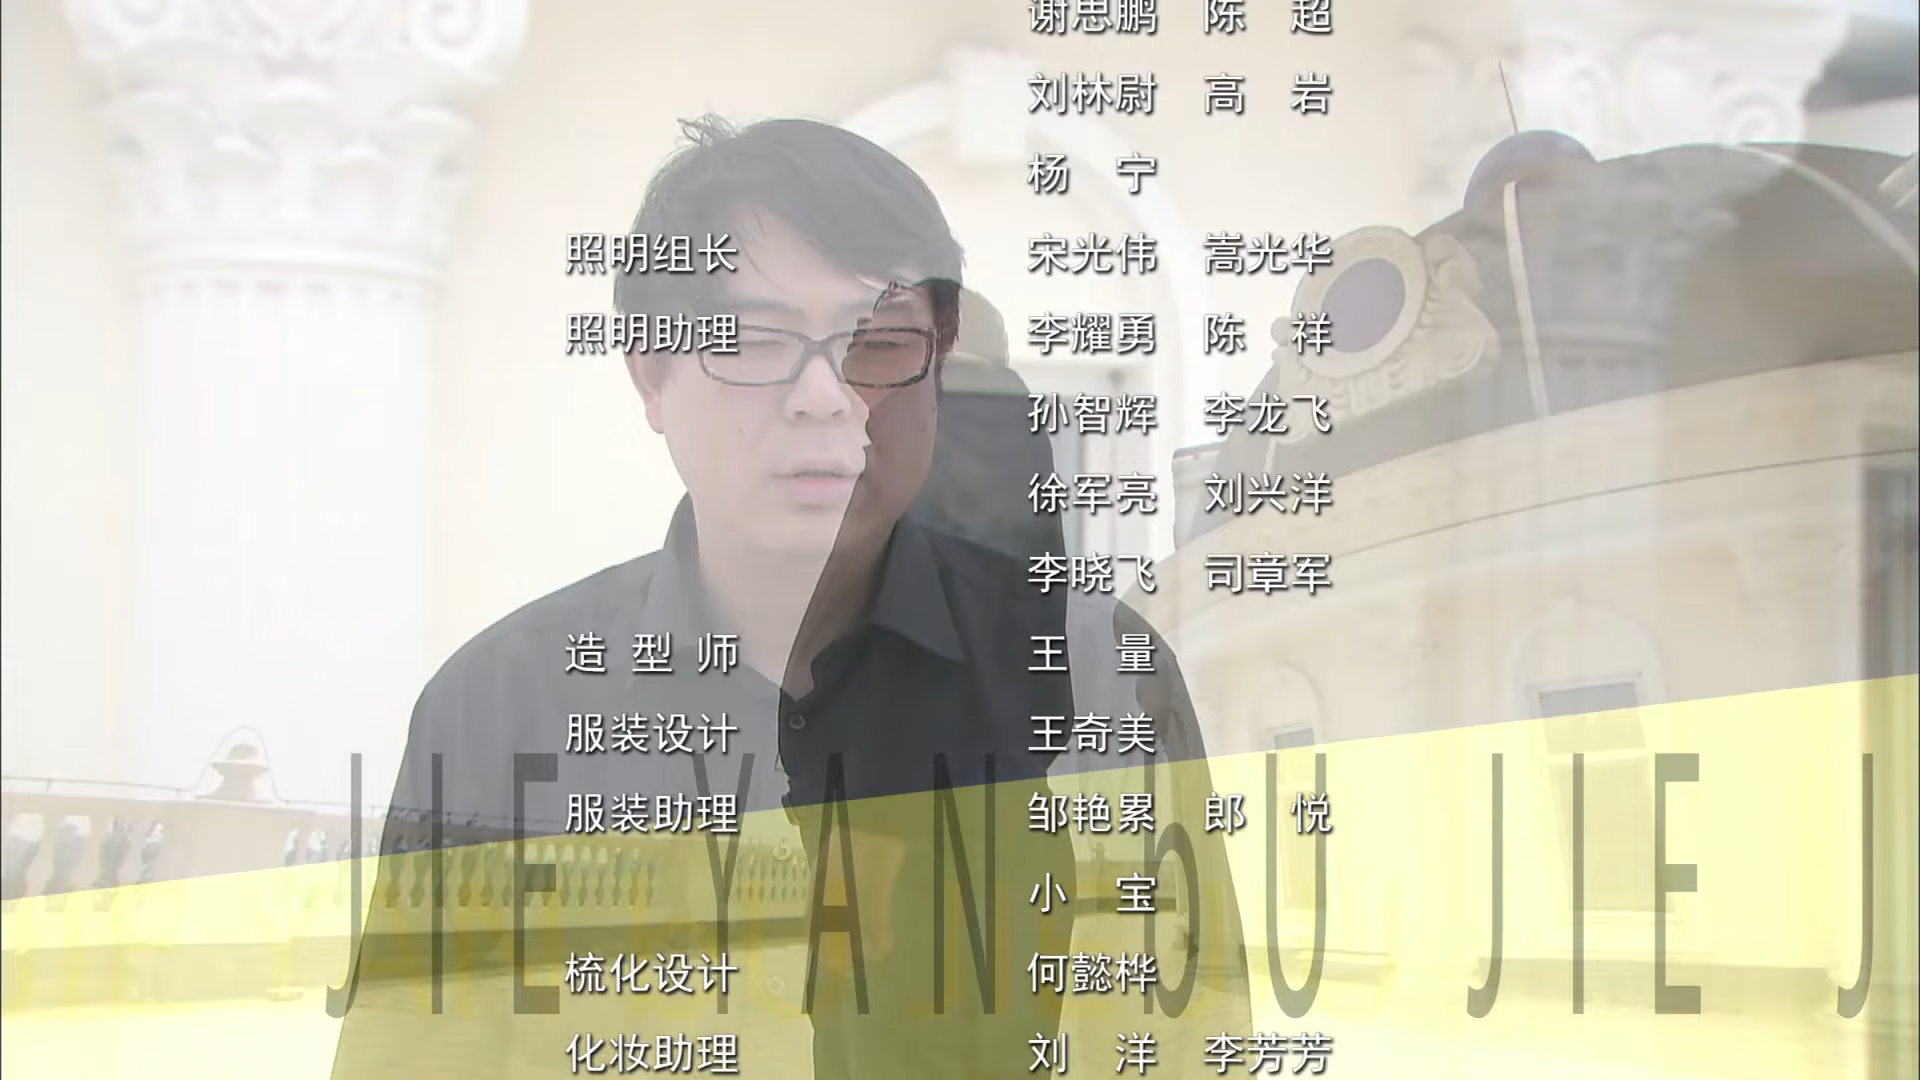 谢思鹏 陈 超
刘林尉 高 岩
杨 宁
照明组长 宋光伟 嵩光华
照明助理 李耀勇 陈 祥
孙智辉 李龙飞
徐军亮 刘兴洋
李晓飞 司章军
造 型 师 王 量
服装设计 王奇美
服装助理 邹艳累 郎 悦
小 宝
梳化设计 何懿桦
化妆助理 刘 洋 李芳芳
JIE YAN bU JIE J